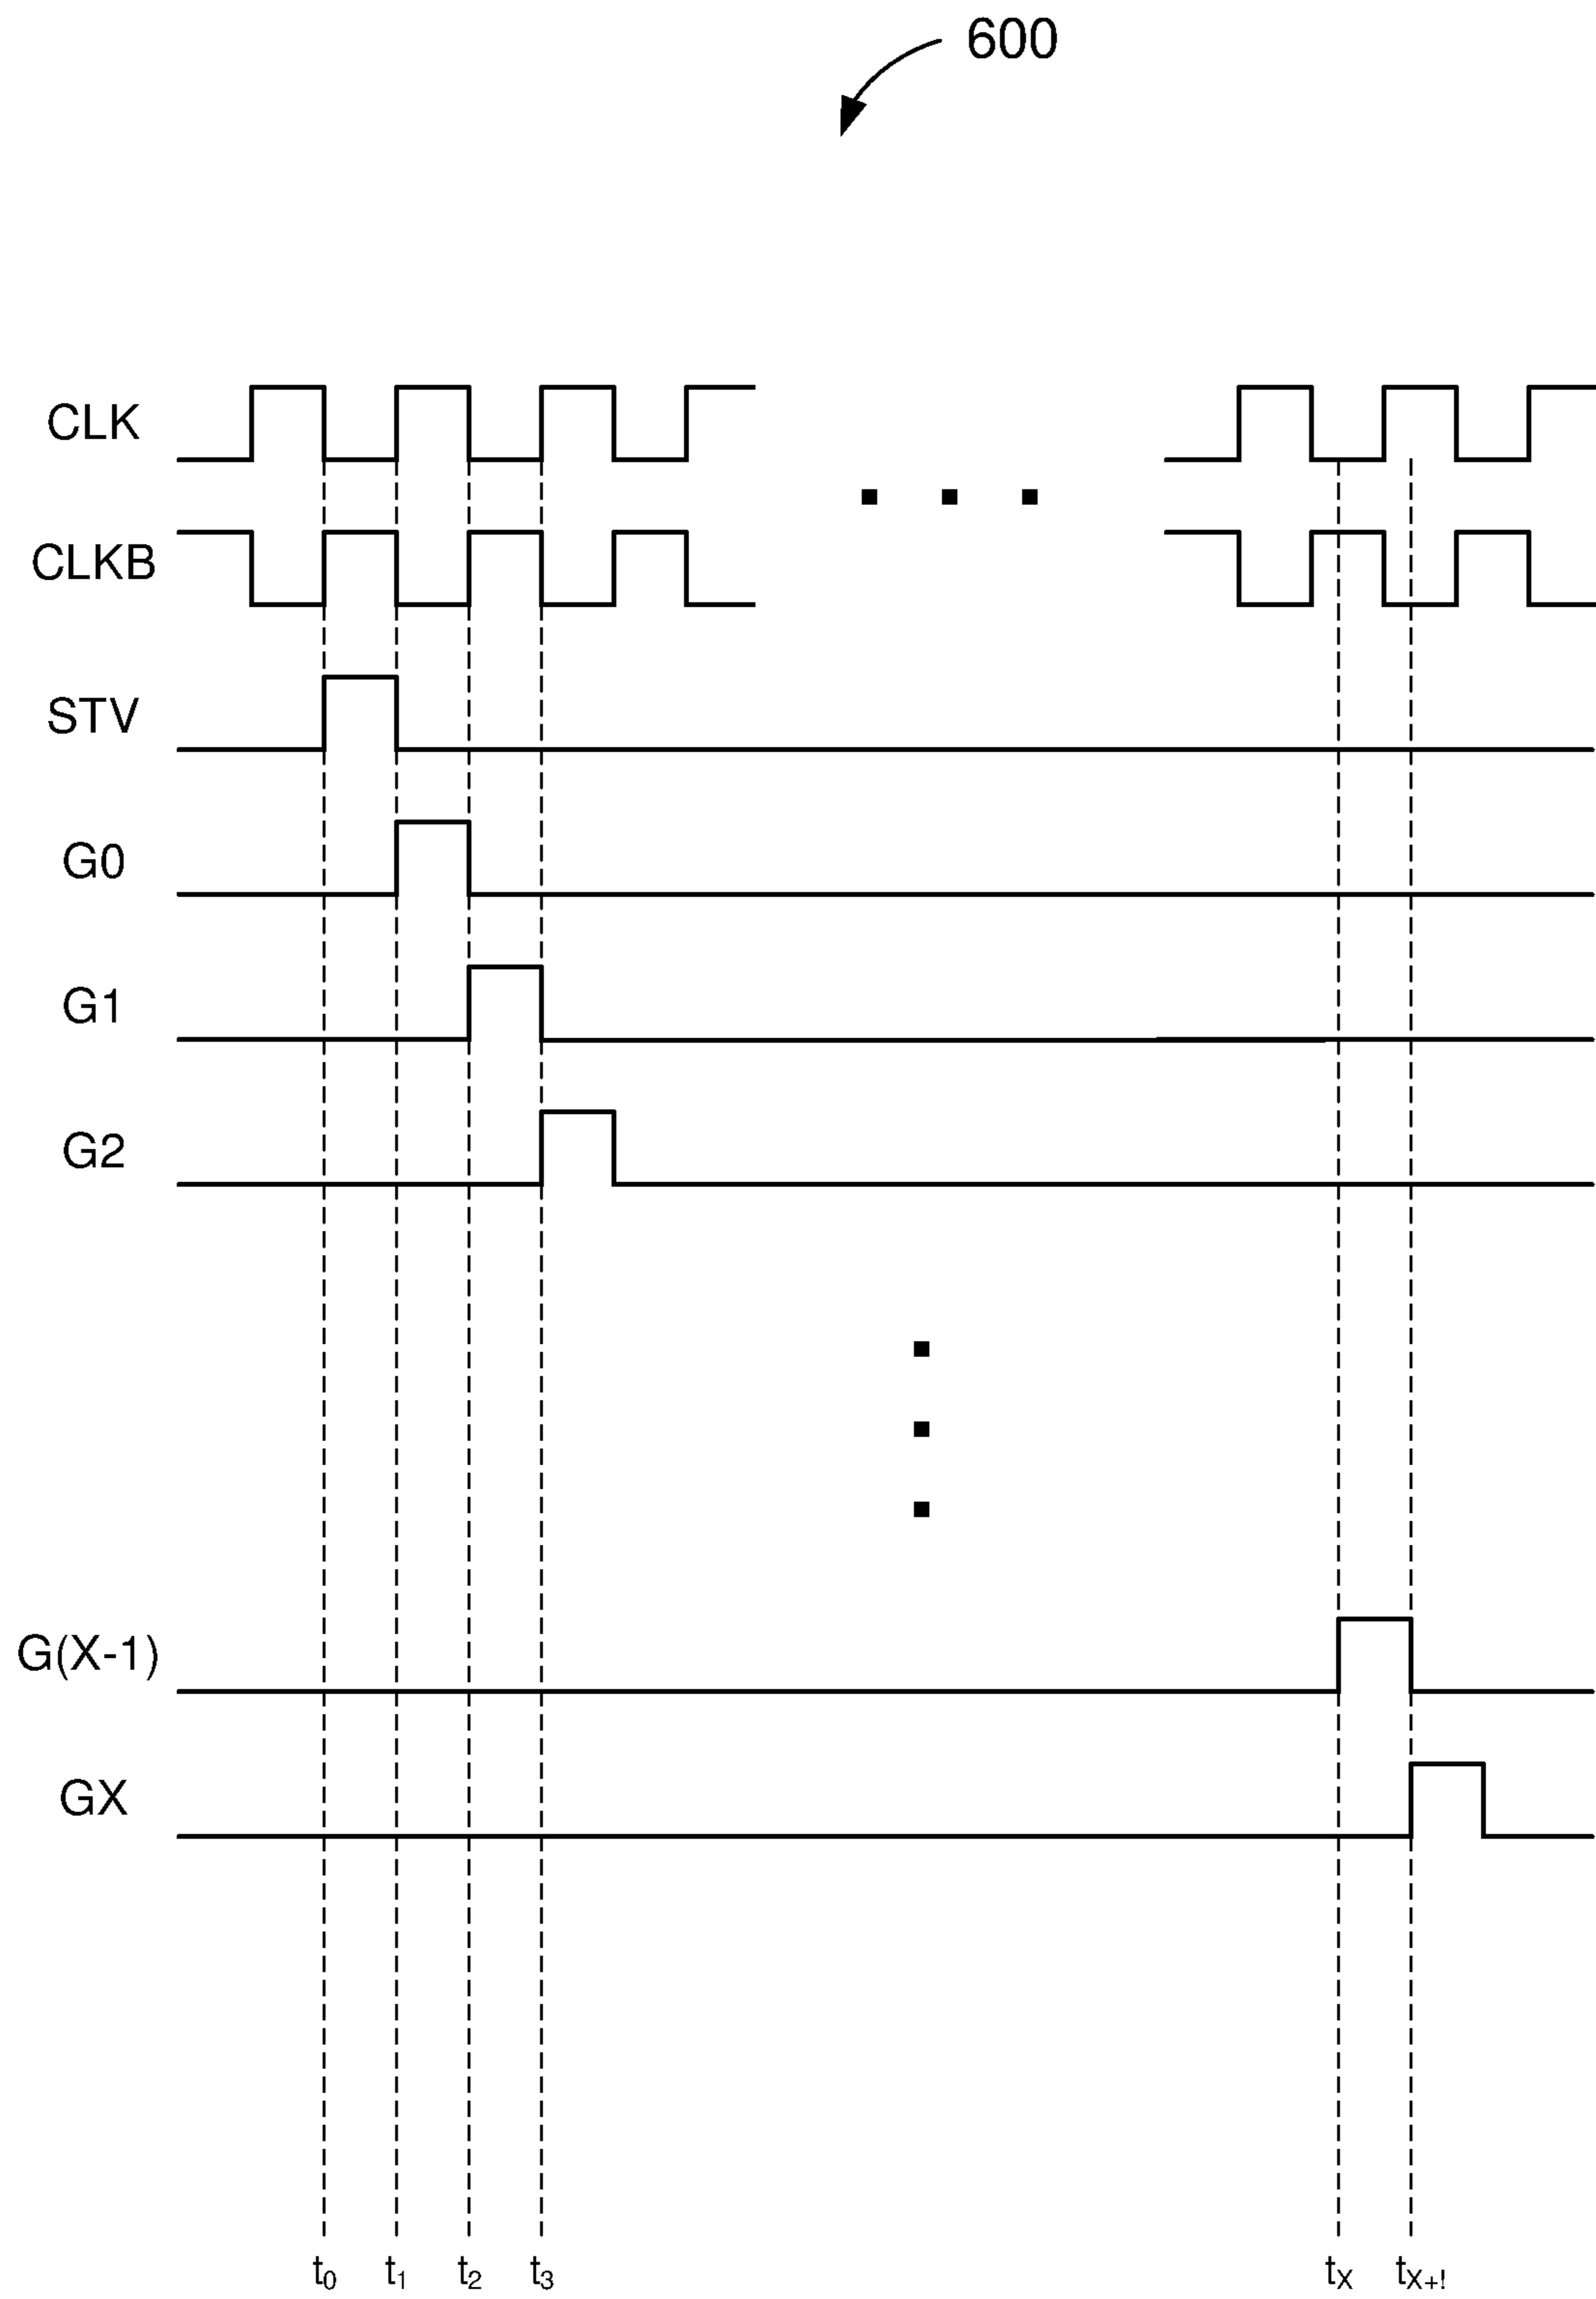 600
CLK
CLKB
STV
G0
G1
G2
G(X-1)
GX
t0 t1 t2 t3 tX tX+!